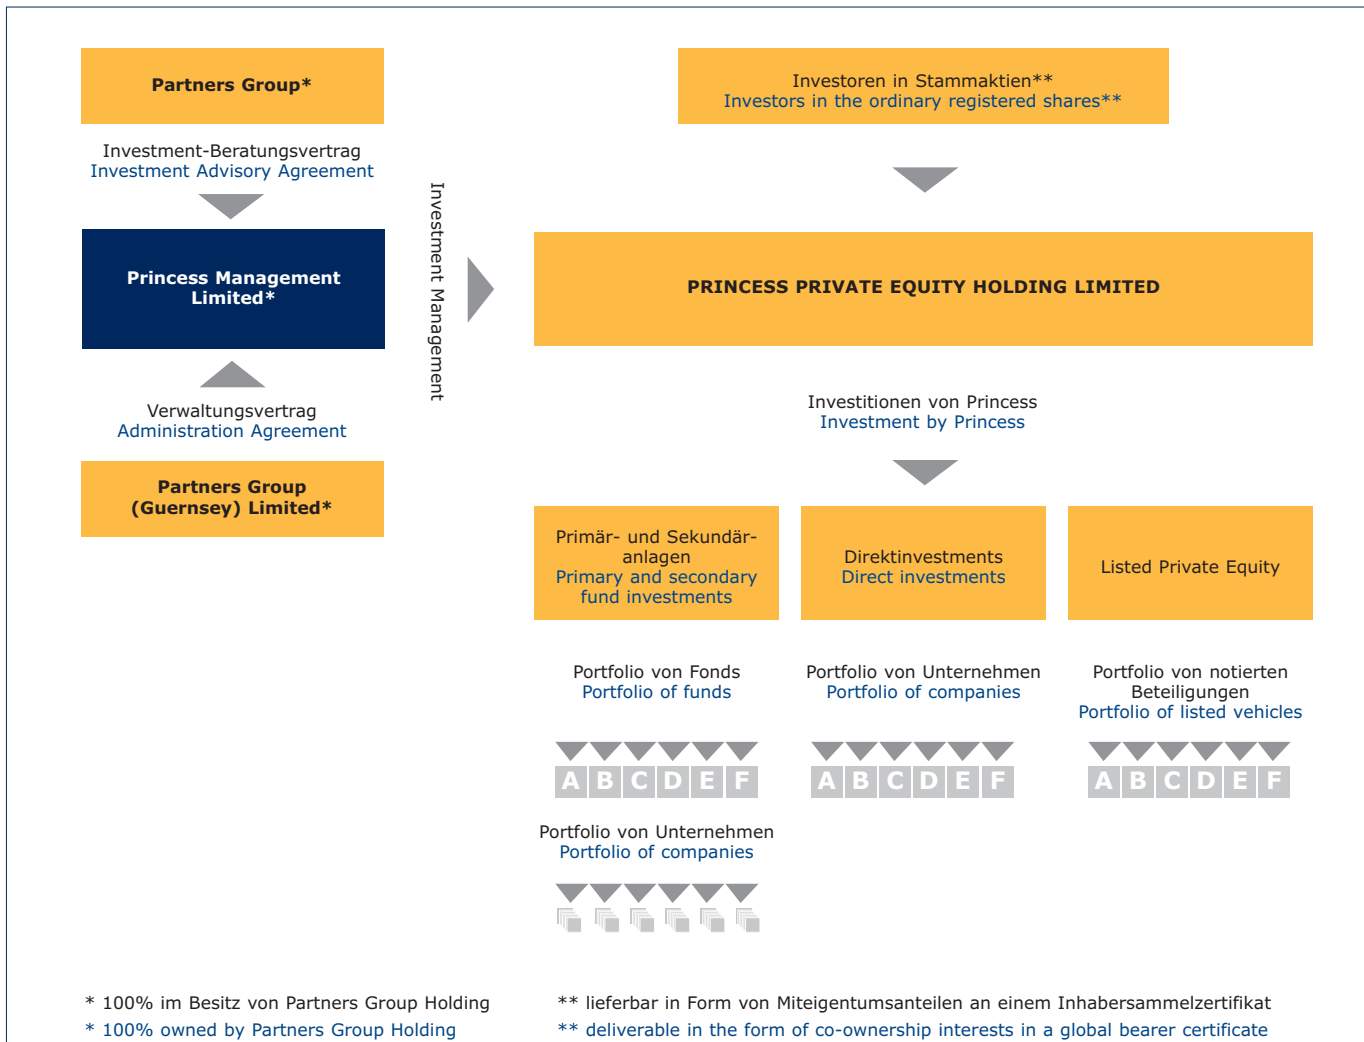 Partners Group*
Investment-Beratungsvertrag
Investment Advisory Agreement
Princess Management
Limited*
Verwaltungsvertrag
Administration Agreement
Partners Group
(Guernsey) Limited*
Investment Management
Investoren in Stammaktien**
Investors in the ordinary registered shares**
PRINCESS PRIVATE EQUITY HOLDING LIMITED
Investitionen von Princess
Investment by Princess
Primär- und Sekundär-
anlagen
Primary and secondary
fund investments
Direktinvestments
Direct investments
Listed Private Equity
Portfolio von Fonds
Portfolio of funds
A B C D E F
Portfolio von Unternehmen
Portfolio of companies
Portfolio von Unternehmen
Portfolio of companies
A B C D E F
Portfolio von notierten
Beteiligungen
Portfolio of listed vehicles
A B C D E F
* 100% im Besitz von Partners Group Holding
* 100% owned by Partners Group Holding
** lieferbar in Form von Miteigentumsanteilen an einem Inhabersammelzertifikat
** deliverable in the form of co-ownership interests in a global bearer certificate